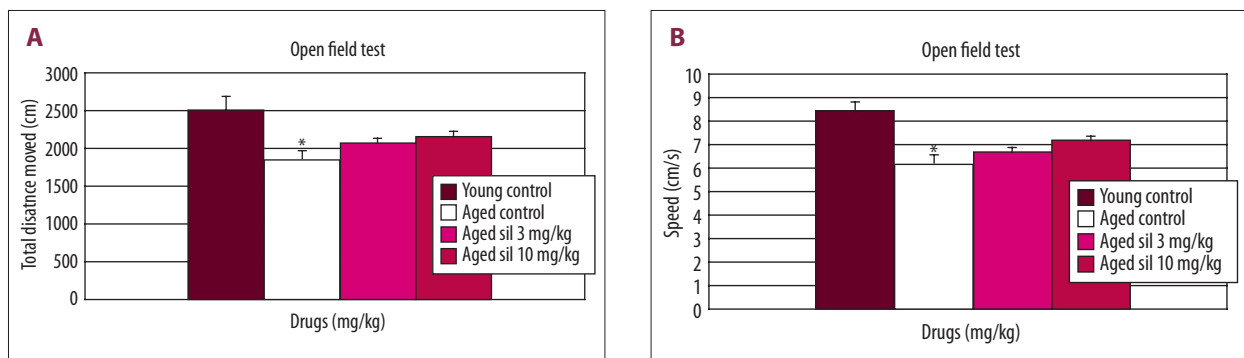 A
Open field test
Total disatnce moved (cm)
3000
2500
2000
1500
1000
500
0
*
Young control
Aged control
Aged sil 3 mg/kg
Aged sil 10 mg/kg
Drugs (mg/kg)
B
Open field test
Speed (cm/s)
10
9
8
7
6
5
4
3
2
1
0
*
Young control
Aged control
Aged sil 3 mg/kg
Aged sil 10 mg/kg
Drugs (mg/kg)